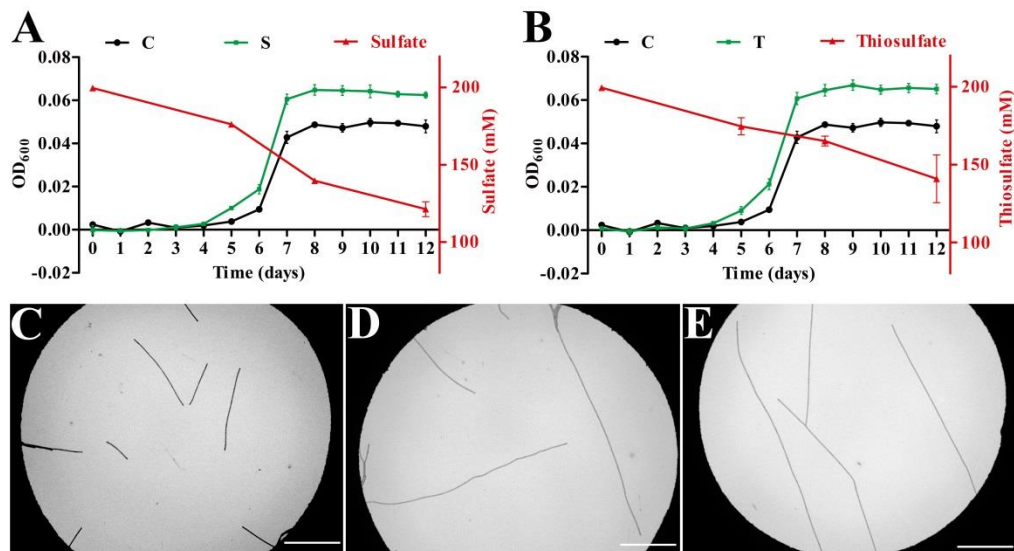 A
C S Sulfate
0.08
0.06
0.04
0.02
0.00
-0.02
OD600
0 1 2 3 4 5 6 7 8 9 10 11 12
Time (days)
200
150
100
Sulfate (mM)
B
C T Thiosulfate
0.08
0.06
0.04
0.02
0.00
-0.02
OD600
0 1 2 3 4 5 6 7 8 9 10 11 12
Time (days)
200
150
100
Thiosulfate (mM)
C
D
E